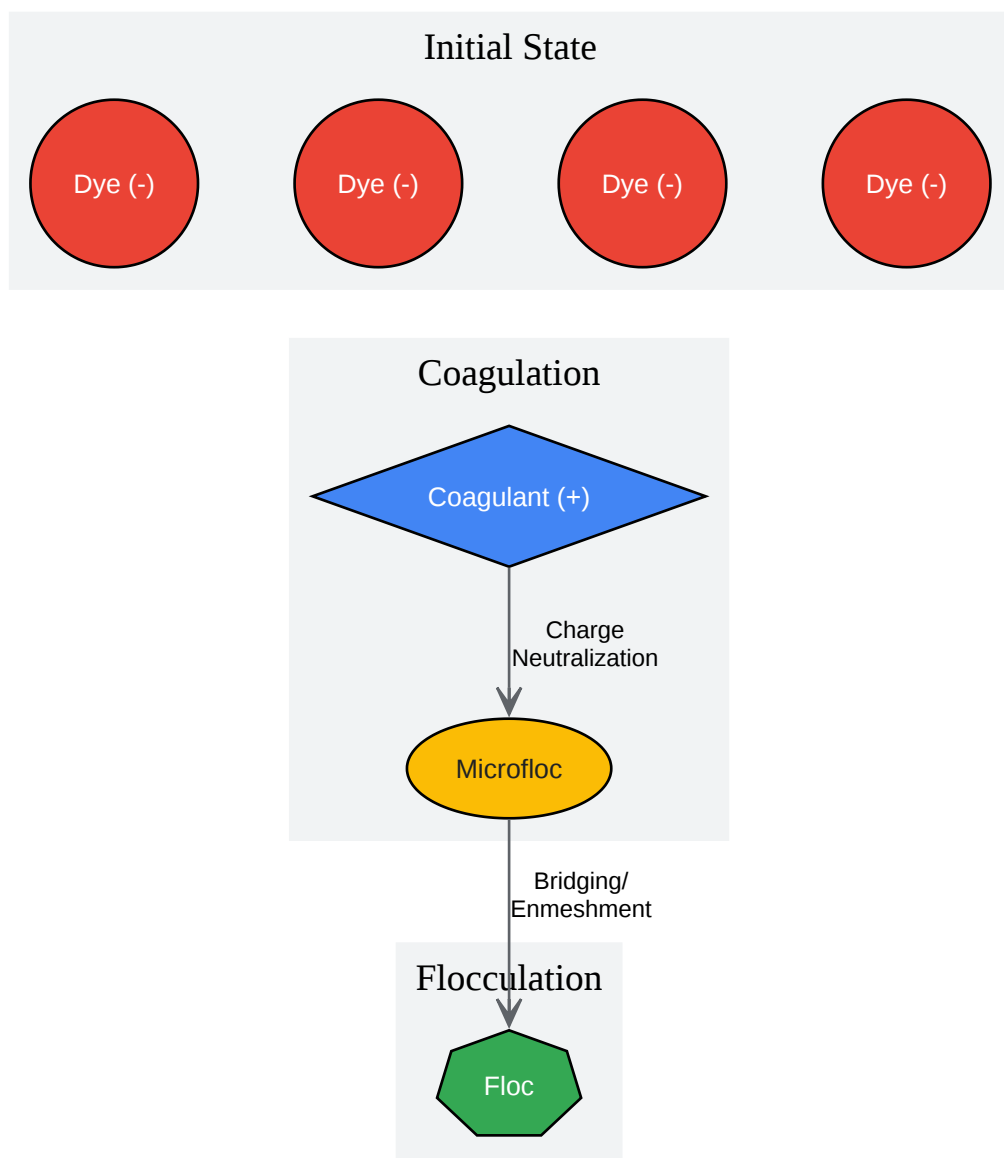 Initial State
Dye (-) Dye (-) Dye (-) Dye (-)
Coagulation
Coagulant (+)
Charge
Neutralization
Microfloc
Bridging/
Enmeshment
Flocculation
Floc